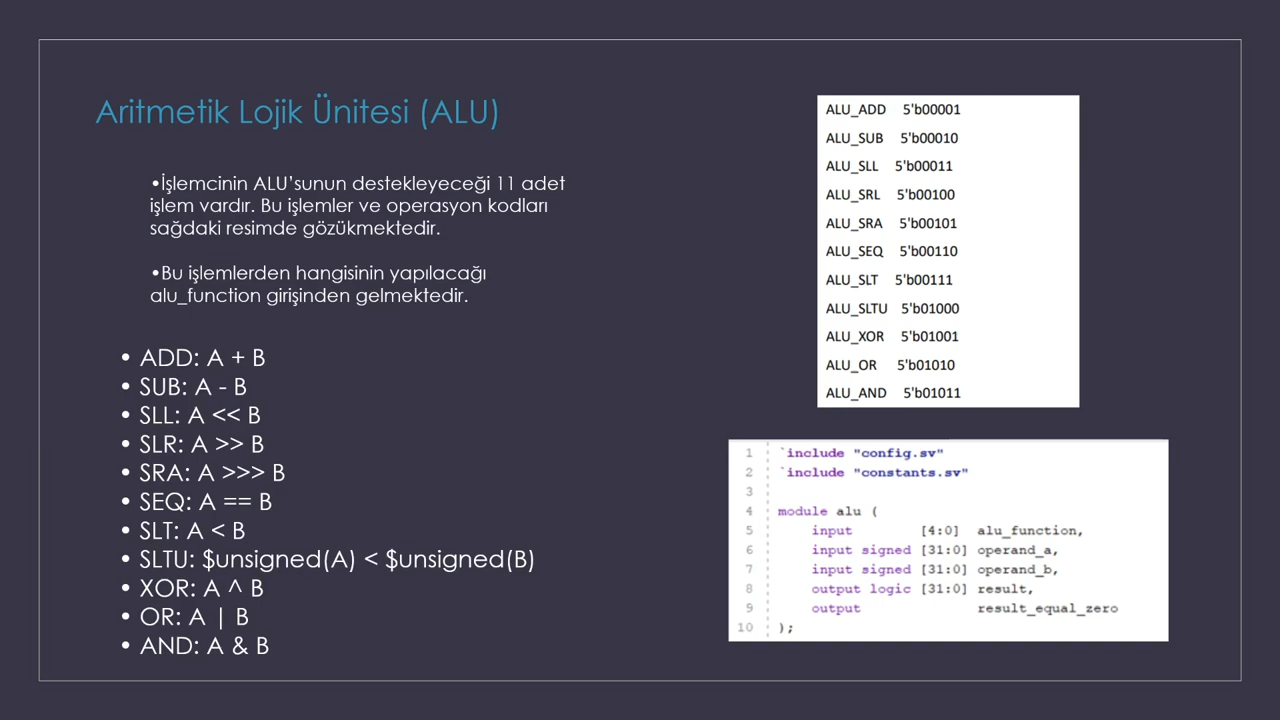 Aritmetik Lojik Ünitesi (ALU)
•İşlemcinin ALU’sunun destekleyeceği 11 adet
işlem vardır. Bu işlemler ve operasyon kodları
sağdaki resimde gözükmektedir.
•Bu işlemlerden hangisinin yapılacağı
alu_function girişinden gelmektedir.
• ADD: A + B
• SUB: A - B
• SLL: A << B
• SLR: A >> B
• SRA: A >>> B
• SEQ: A == B
• SLT: A < B
• SLTU: $unsigned(A) < $unsigned(B)
• XOR: A ^ B
• OR: A | B
• AND: A & B
ALU_ADD 5'b00001
ALU_SUB 5'b00010
ALU_SLL 5'b00011
ALU_SRL 5'b00100
ALU_SRA 5'b00101
ALU_SEQ 5'b00110
ALU_SLT 5'b00111
ALU_SLTU 5'b01000
ALU_XOR 5'b01001
ALU_OR 5'b01010
ALU_AND 5'b01011
1 `include "config.sv"
2 `include "constants.sv"
3
4 module alu (
5 input [4:0] alu_function,
6 input signed [31:0] operand_a,
7 input signed [31:0] operand_b,
8 output logic [31:0] result,
9 output result_equal_zero
10 );